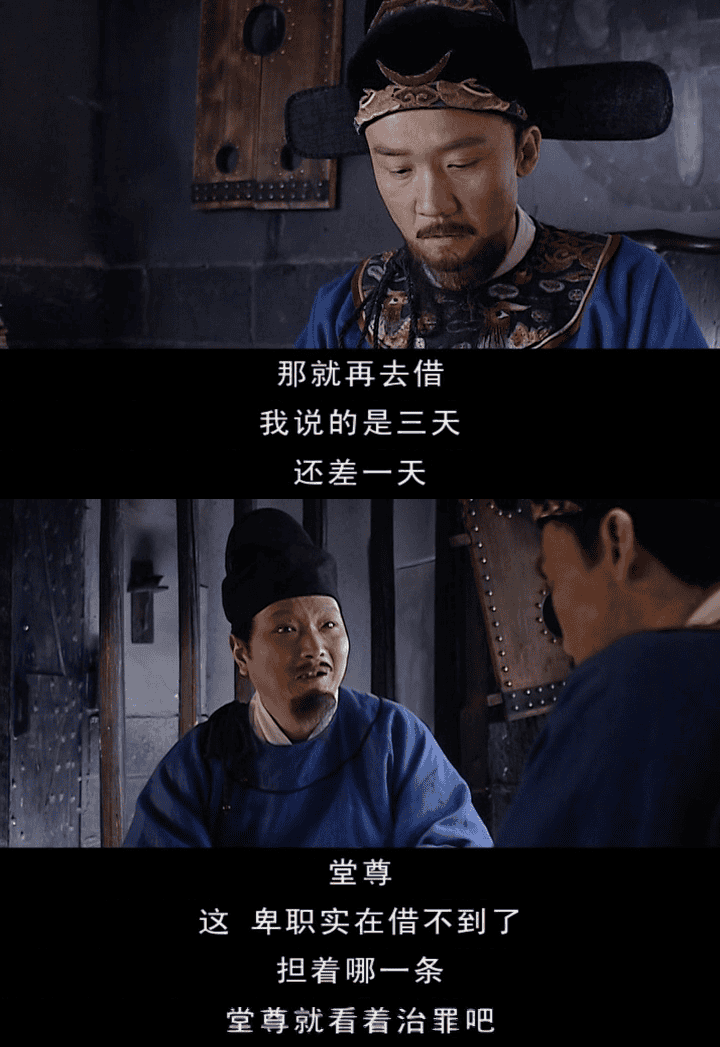 那就再去借
我说的是三天
还差一天
堂尊
这 卑职实在借不到了
担着哪一条
堂尊就看着治罪吧